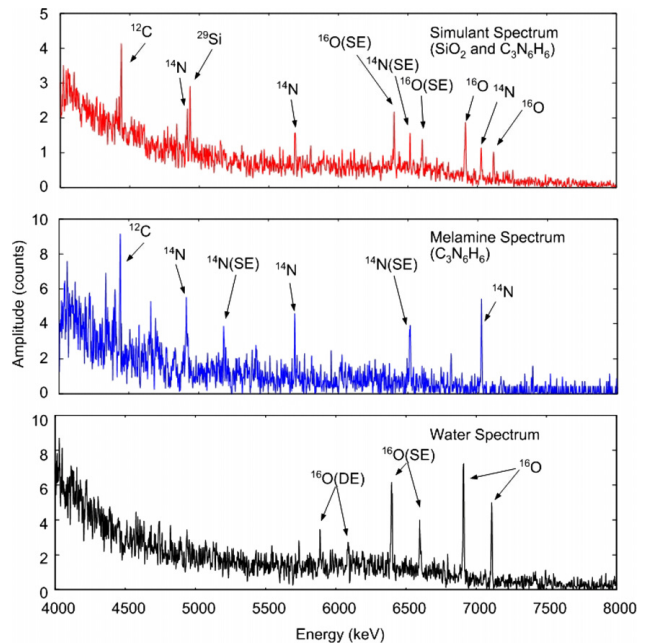 Simulant Spectrum
(SiO₂ and C₃N₆H₆)
¹²C
¹⁴N
²⁹Si
¹⁴N
¹⁶O(SE)
¹⁴N(SE)
¹⁶O(SE)
¹⁶O
¹⁴N
¹⁶O
5
4
3
2
1
0
Melamine Spectrum
(C₃N₆H₆)
¹²C
¹⁴N
¹⁴N(SE)
¹⁴N
¹⁴N(SE)
¹⁴N
10
8
6
4
2
0
Amplitude (counts)
Water Spectrum
¹⁶O(DE)
¹⁶O(SE)
¹⁶O
10
8
6
4
2
0
4000 4500 5000 5500 6000 6500 7000 7500 8000
Energy (keV)